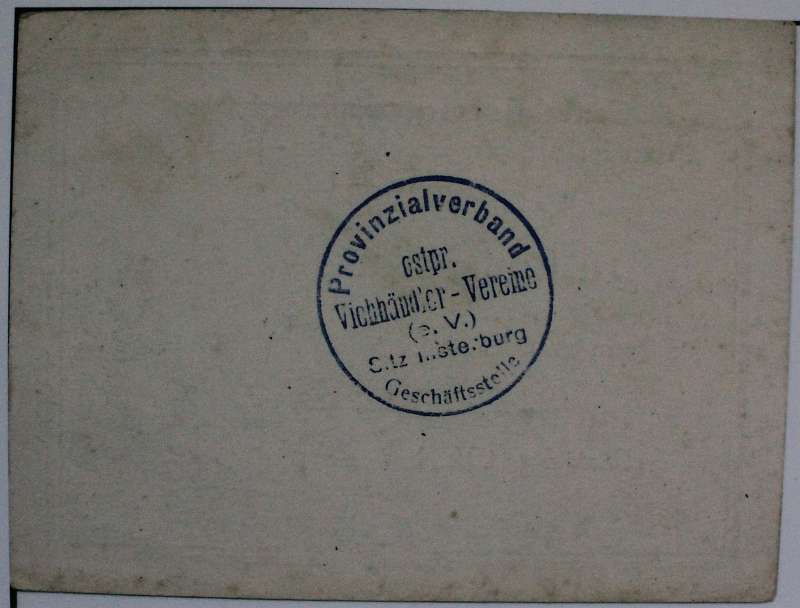 Provinzialverband
ostpr.
Viehhändler-Vereine
(e. V.)
Sitz Insterburg
Geschäftsstelle